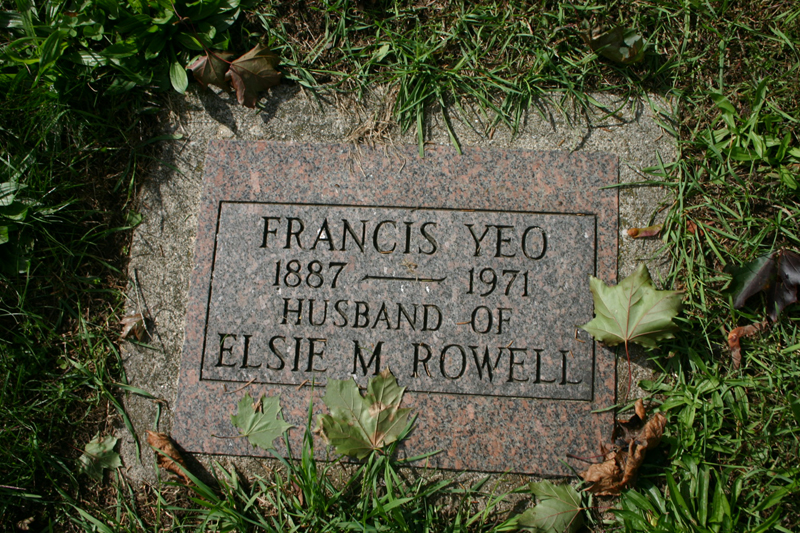 FRANCIS YEO
1887 — 1971
HUSBAND OF
ELSIE M. ROWELL